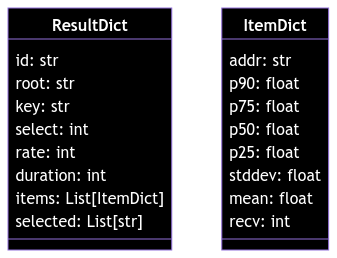 ResultDict
id: str
root: str
key: str
select: int
rate: int
duration: int
items: List[ItemDict]
selected: List[str]
ItemDict
addr: str
p90: float
p75: float
p50: float
p25: float
stddev: float
mean: float
recv: int